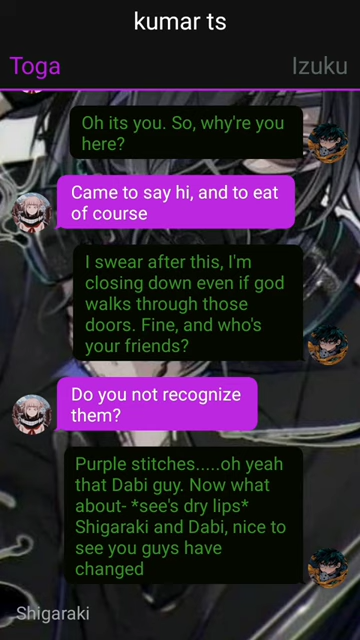 kumar ts
Toga
Izuku
Oh its you. So, why're you
here?
Came to say hi, and to eat
of course
I swear after this, I'm
closing down even if god
walks through those
doors. Fine, and who's
your friends?
Do you not recognize
them?
Purple stitches.....oh yeah
that Dabi guy. Now what
about- *see's dry lips*
Shigaraki and Dabi, nice to
see you guys have
changed
Shigaraki